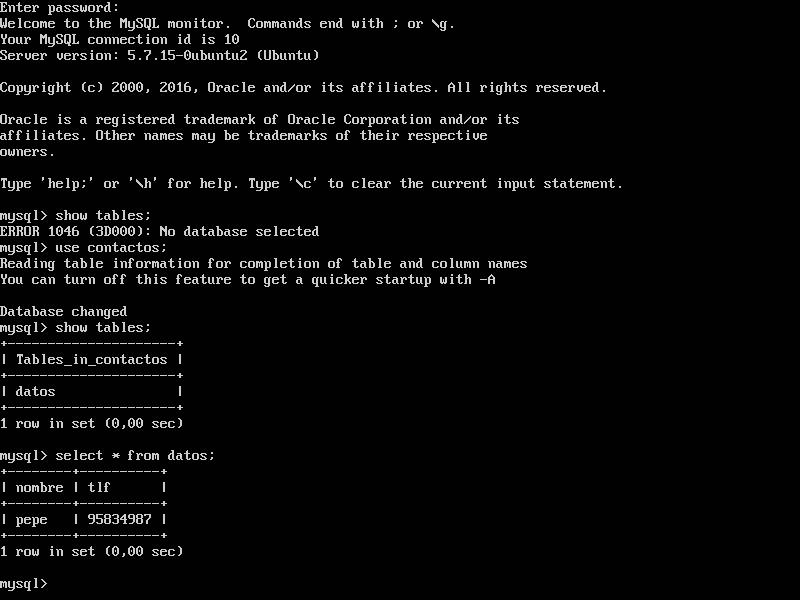 Enter password:
Welcome to the MySQL monitor.  Commands end with ; or \g.
Your MySQL connection id is 10
Server version: 5.7.15-0ubuntu2 (Ubuntu)
Copyright (c) 2000, 2016, Oracle and/or its affiliates. All rights reserved.
Oracle is a registered trademark of Oracle Corporation and/or its
affiliates. Other names may be trademarks of their respective
owners.
Type 'help;' or '\h' for help. Type '\c' to clear the current input statement.
mysql> show tables;
ERROR 1046 (3D000): No database selected
mysql> use contactos;
Reading table information for completion of table and column names
You can turn off this feature to get a quicker startup with -A
Database changed
mysql> show tables;
+---------------------+
| Tables_in_contactos |
+---------------------+
| datos               |
+---------------------+
1 row in set (0,00 sec)
mysql> select * from datos;
+--------+----------+
| nombre | tlf      |
+--------+----------+
| pepe   | 95834987 |
+--------+----------+
1 row in set (0,00 sec)
mysql>